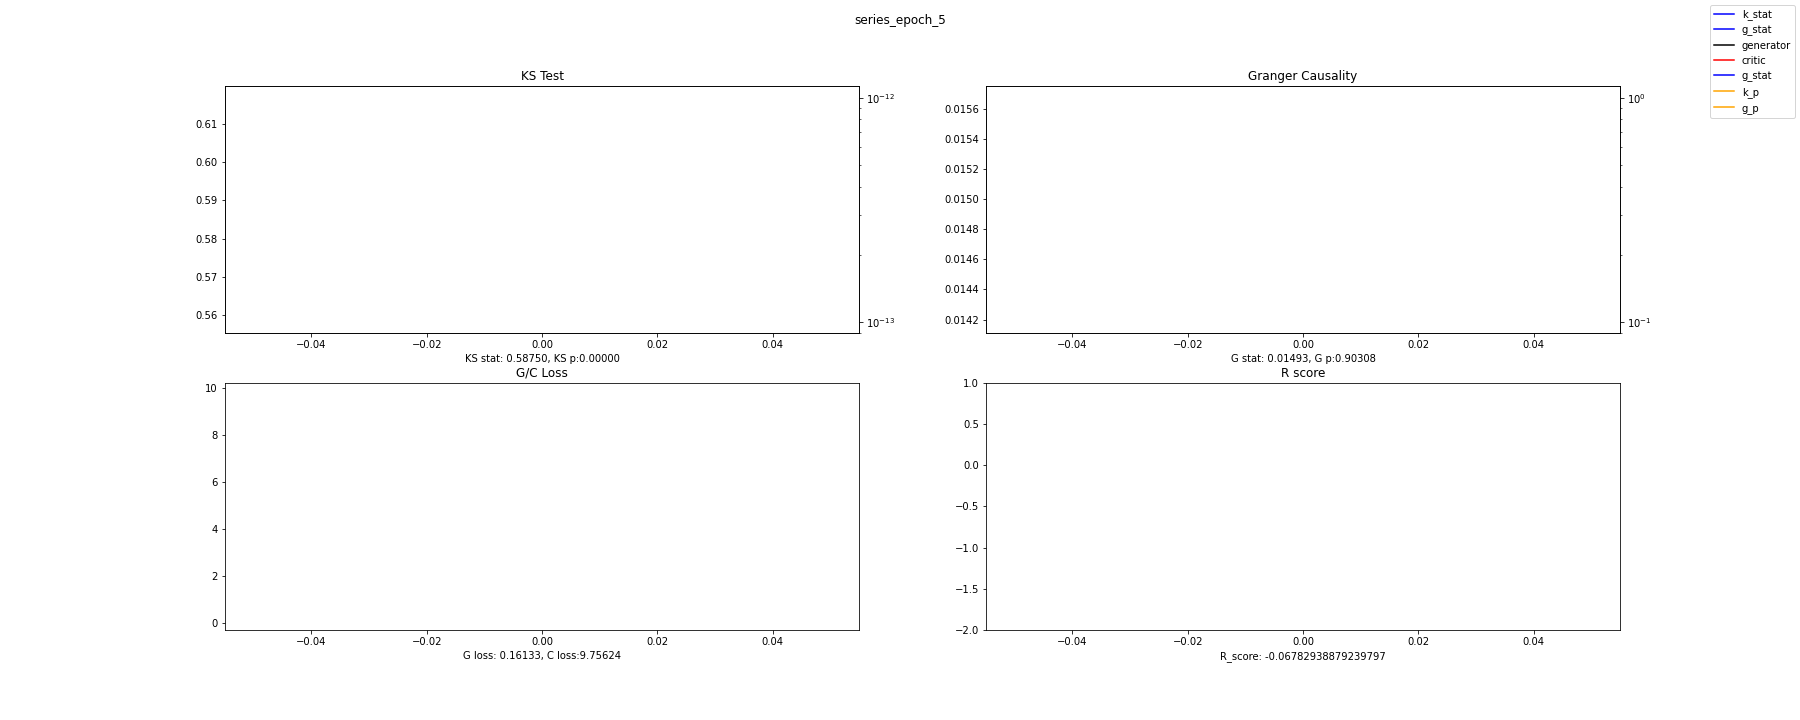 series_epoch_5
k_stat
g_stat
generator
critic
g_stat
k_p
g_p
KS Test
0.61
0.60
0.59
0.58
0.57
0.56
10⁻¹²
10⁻¹³
−0.04 −0.02 0.00 0.02 0.04
KS stat: 0.58750, KS p:0.00000
Granger Causality
0.0156
0.0154
0.0152
0.0150
0.0148
0.0146
0.0144
0.0142
10⁰
10⁻¹
−0.04 −0.02 0.00 0.02 0.04
G stat: 0.01493, G p:0.90308
G/C Loss
10
8
6
4
2
0
−0.04 −0.02 0.00 0.02 0.04
G loss: 0.16133, C loss:9.75624
R score
1.0
0.5
0.0
−0.5
−1.0
−1.5
−2.0
−0.04 −0.02 0.00 0.02 0.04
R_score: -0.06782938879239797